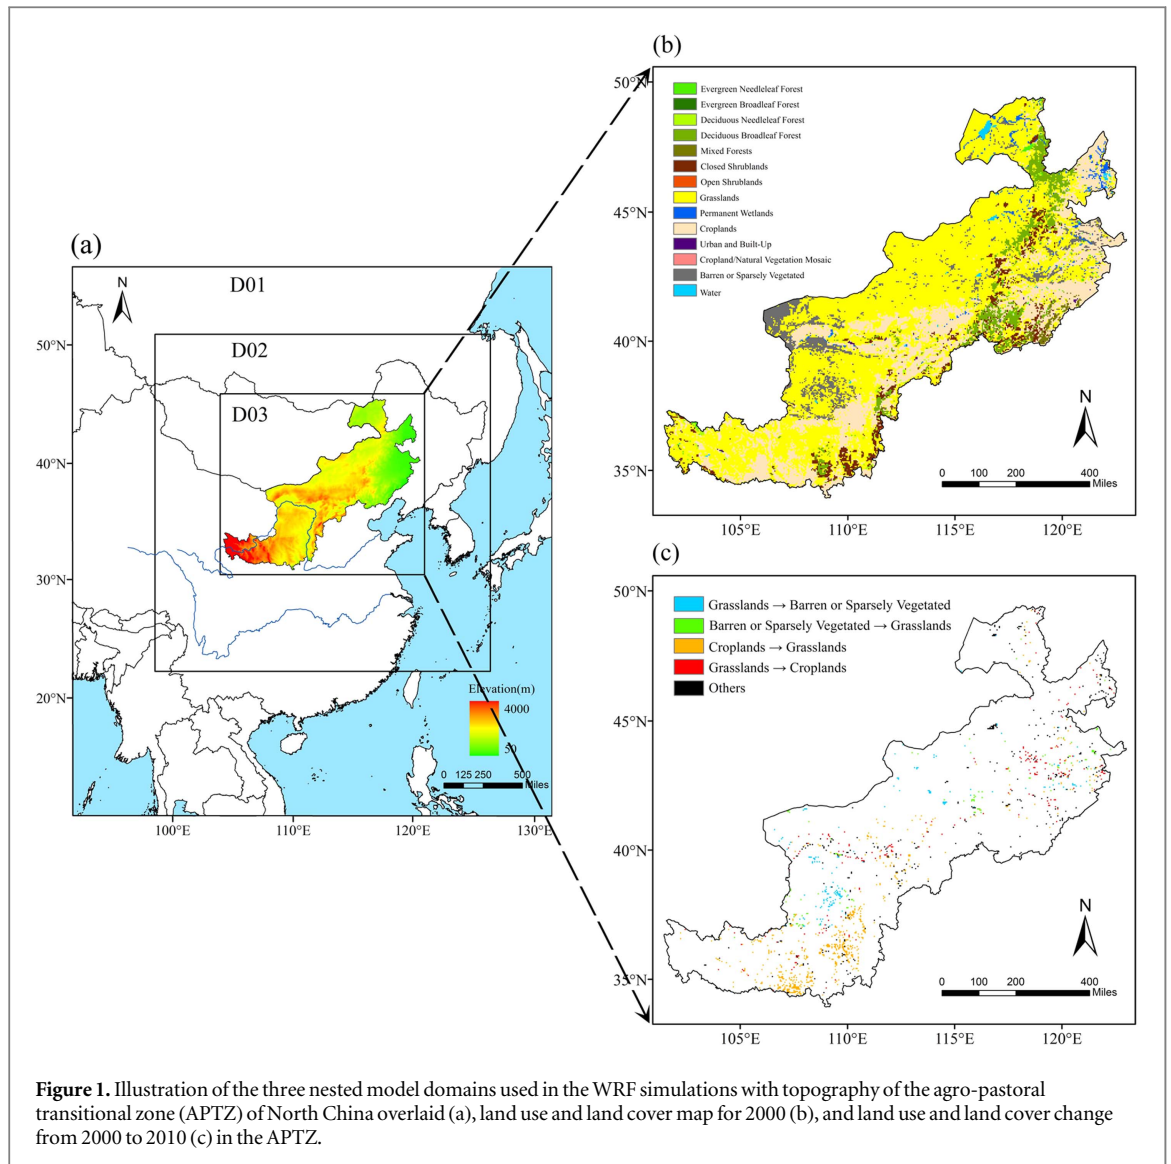 (a)
N
D01
D02
D03
50°N
40°N
30°N
20°N
Elevation(m)
4000
50
0 125 250 500
Miles
100°E 110°E 120°E 130°E
(b)
50°N
45°N
40°N
35°N
Evergreen Needleleaf Forest
Evergreen Broadleaf Forest
Deciduous Needleleaf Forest
Deciduous Broadleaf Forest
Mixed Forests
Closed Shrublands
Open Shrublands
Grasslands
Permanent Wetlands
Croplands
Urban and Built-Up
Cropland/Natural Vegetation Mosaic
Barren or Sparsely Vegetated
Water
N
0 100 200 400
Miles
105°E 110°E 115°E 120°E
(c)
50°N
45°N
40°N
35°N
Grasslands → Barren or Sparsely Vegetated
Barren or Sparsely Vegetated → Grasslands
Croplands → Grasslands
Grasslands → Croplands
Others
N
0 100 200 400
Miles
105°E 110°E 115°E 120°E
Figure 1. Illustration of the three nested model domains used in the WRF simulations with topography of the agro-pastoral
transitional zone (APTZ) of North China overlaid (a), land use and land cover map for 2000 (b), and land use and land cover change
from 2000 to 2010 (c) in the APTZ.